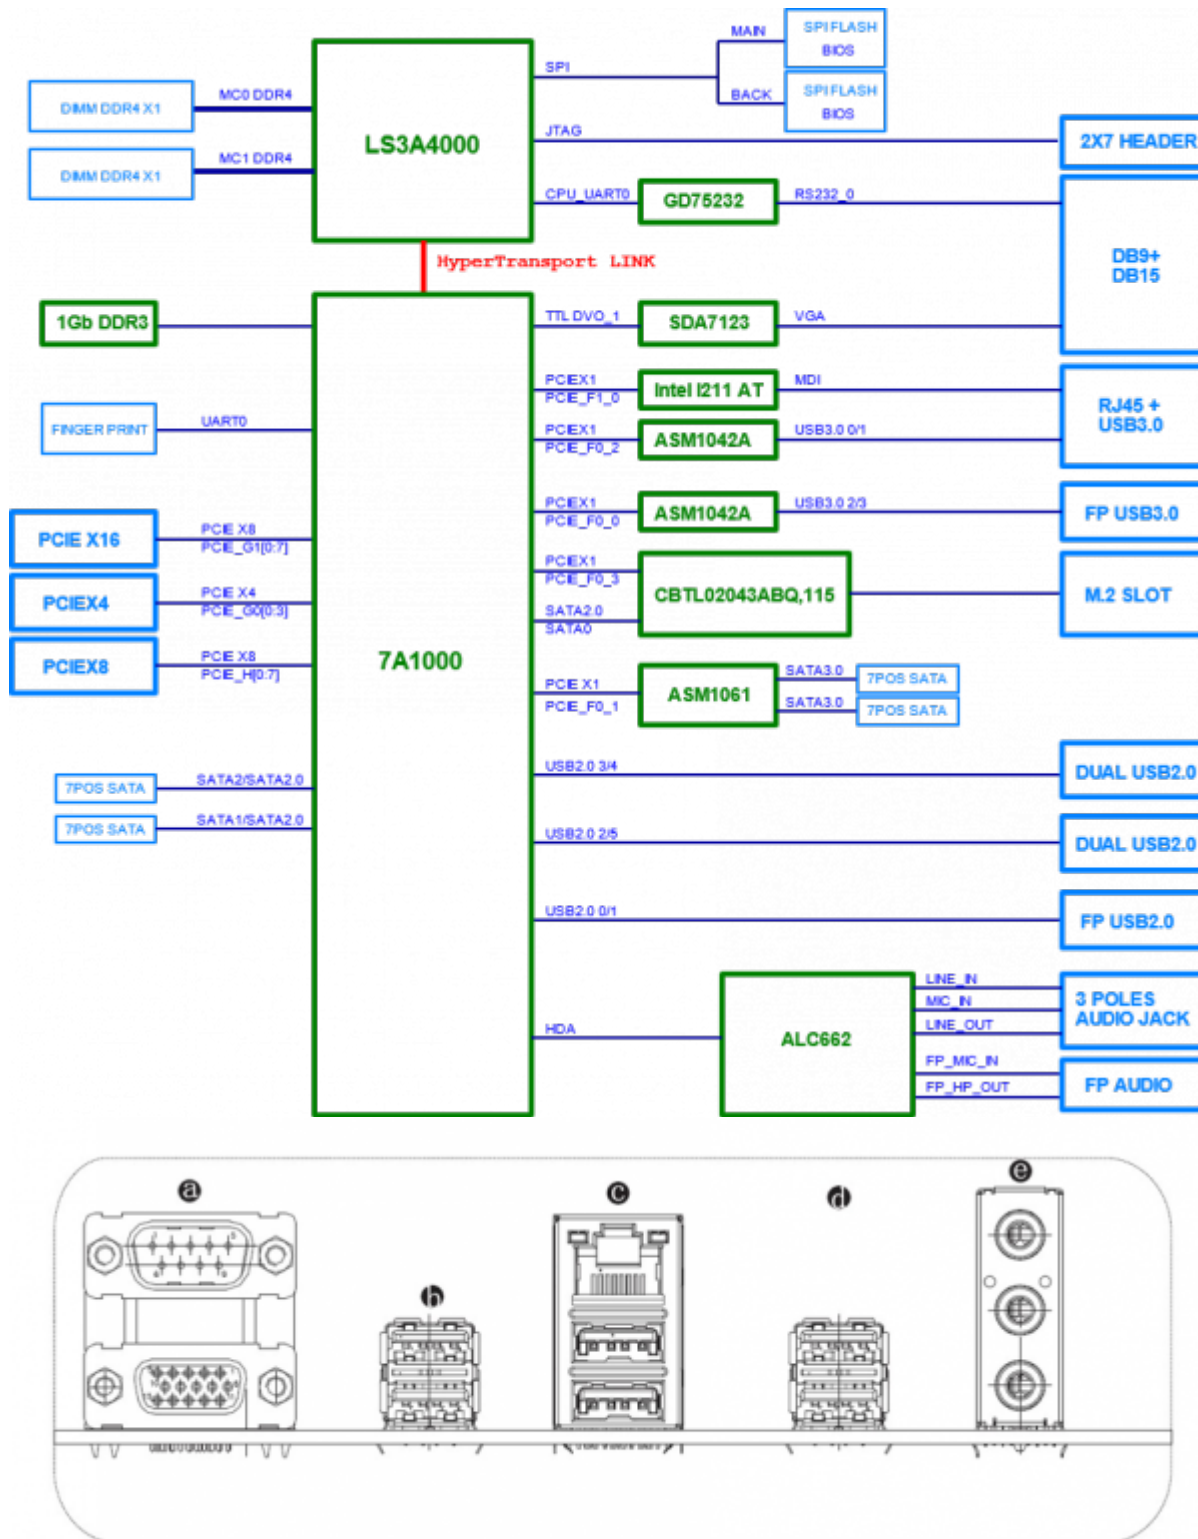 MAIN
SPI FLASH
BIOS
SPI
BACK
SPI FLASH
BIOS
DIMM DDR4 X1
MC0 DDR4
DIMM DDR4 X1
MC1 DDR4
LS3A4000
JTAG
2X7 HEADER
CPU_UART0
GD75232
RS232_0
DB9+
DB15
HyperTransport LINK
1Gb DDR3
TTL DVO_1
SDA7123
VGA
PCIEX1
PCIE_F1_0
Intel I211 AT
MDI
RJ45 +
USB3.0
FINGER PRINT
UART0
PCIEX1
PCIE_F0_2
ASM1042A
USB3.0 0/1
PCIEX1
PCIE_F0_0
ASM1042A
USB3.0 2/3
FP USB3.0
PCIE X16
PCIE X8
PCIE_G1[0:7]
PCIEX1
PCIE_F0_3
SATA2.0
SATA0
CBTL02043ABQ,115
M.2 SLOT
PCIEX4
PCIE X4
PCIE_G0[0:3]
PCIEX8
PCIE X8
PCIE_H[0:7]
7A1000
PCIE X1
PCIE_F0_1
ASM1061
SATA3.0
7POS SATA
SATA3.0
7POS SATA
7POS SATA
SATA2/SATA2.0
7POS SATA
SATA1/SATA2.0
USB2.0 3/4
DUAL USB2.0
USB2.0 2/5
DUAL USB2.0
USB2.0 0/1
FP USB2.0
HDA
ALC662
LINE_IN
MIC_IN
LINE_OUT
3 POLES
AUDIO JACK
FP_MIC_IN
FP_HP_OUT
FP AUDIO
a
b
c
d
e